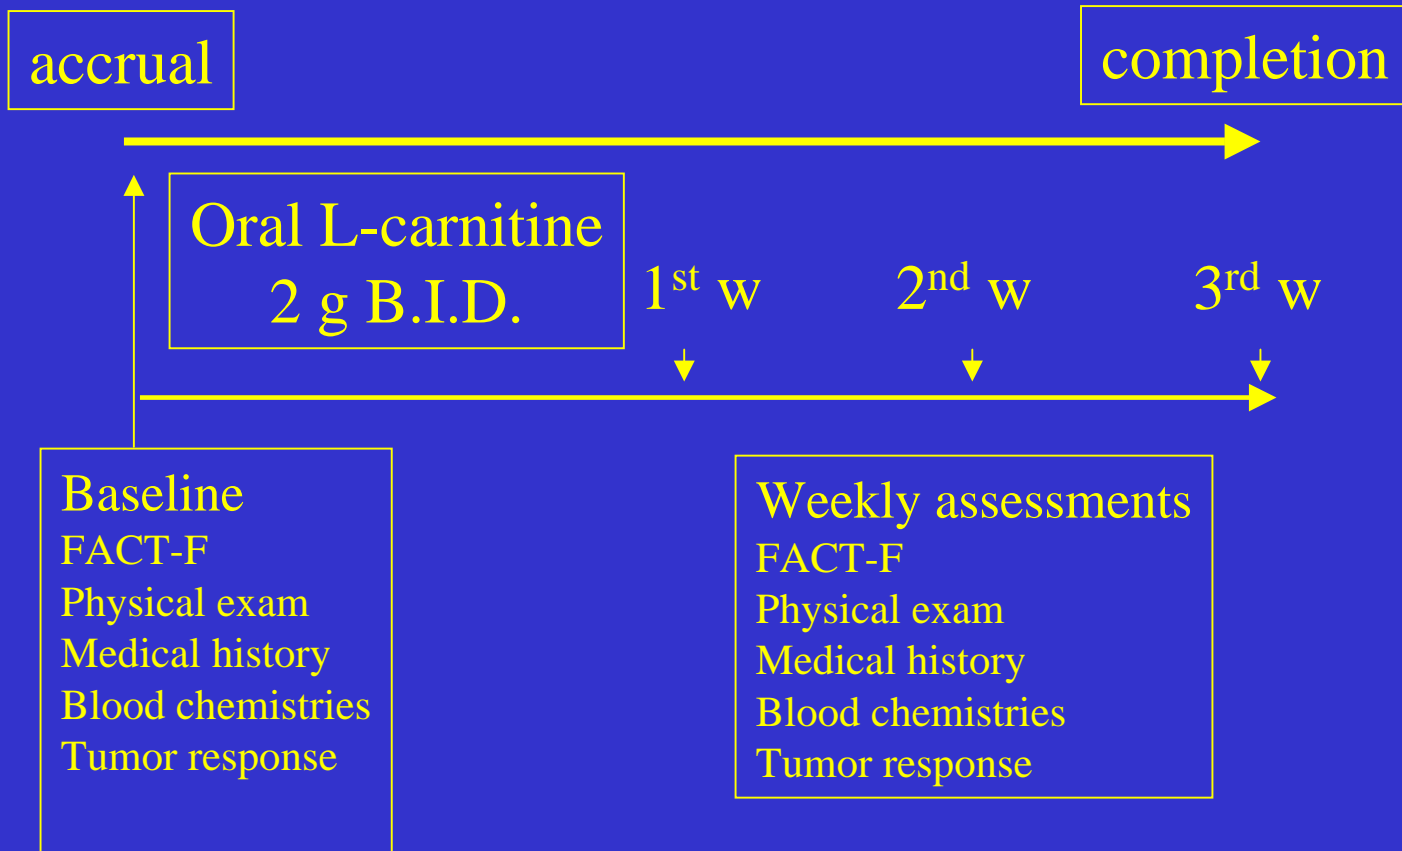 accrual
completion
Oral L-carnitine
2 g B.I.D.
1st w
2nd w
3rd w
Baseline
FACT-F
Physical exam
Medical history
Blood chemistries
Tumor response
Weekly assessments
FACT-F
Physical exam
Medical history
Blood chemistries
Tumor response